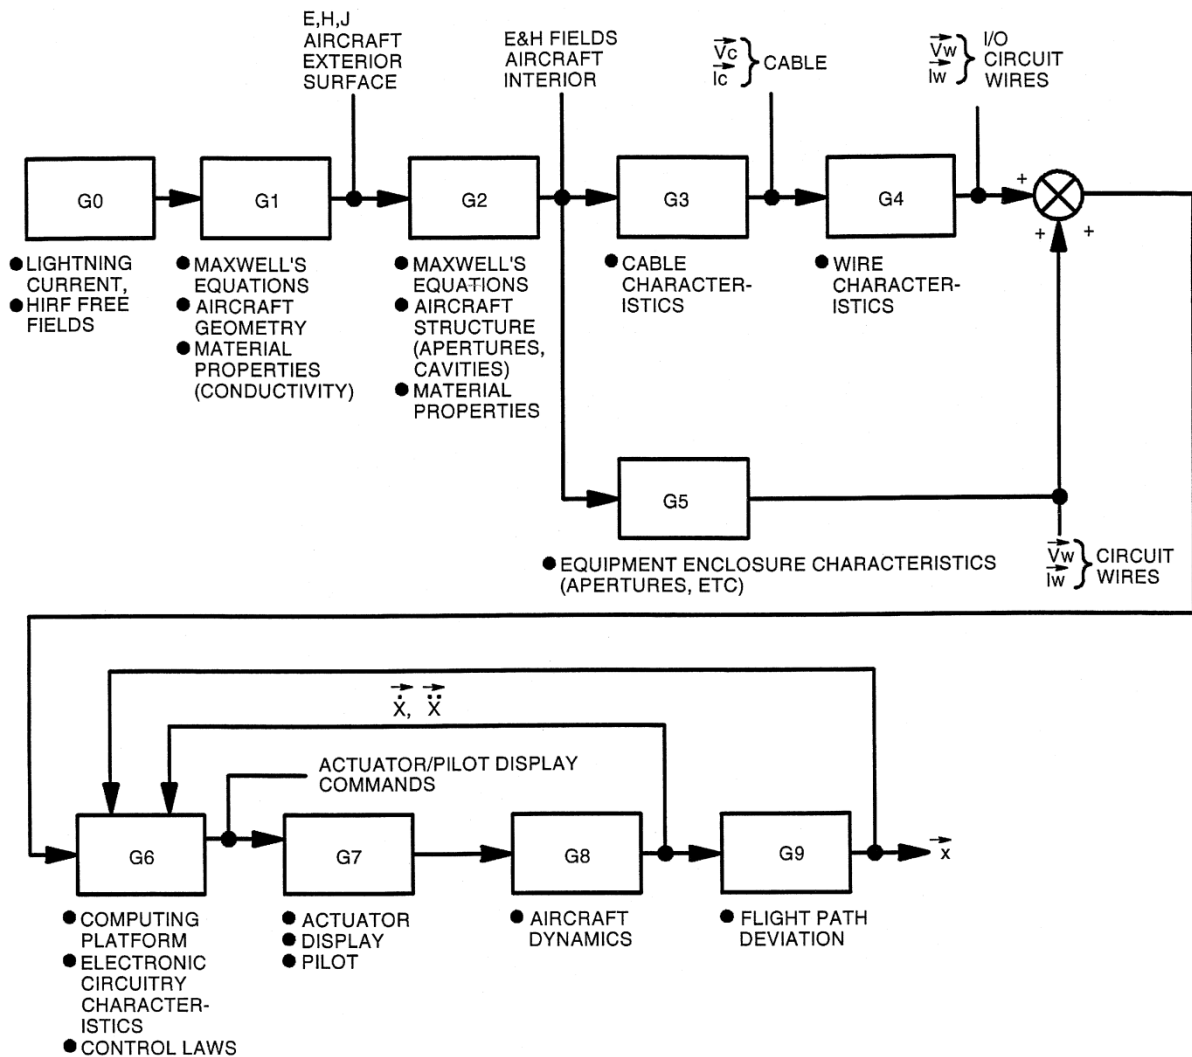 E,H,J
AIRCRAFT
EXTERIOR
SURFACE
E&H FIELDS
AIRCRAFT
INTERIOR
Vc
Ic
CABLE
Vw
Iw
I/O
CIRCUIT
WIRES
G0
G1
G2
G3
G4
+
+
+
● LIGHTNING
CURRENT,
● HIRF FREE
FIELDS
● MAXWELL'S
EQUATIONS
● AIRCRAFT
GEOMETRY
● MATERIAL
PROPERTIES
(CONDUCTIVITY)
● MAXWELL'S
EQUATIONS
● AIRCRAFT
STRUCTURE
(APERTURES,
CAVITIES)
● MATERIAL
PROPERTIES
● CABLE
CHARACTER-
ISTICS
● WIRE
CHARACTER-
ISTICS
G5
● EQUIPMENT ENCLOSURE CHARACTERISTICS
(APERTURES, ETC)
Vw
Iw
CIRCUIT
WIRES
Ẋ, Ẍ
ACTUATOR/PILOT DISPLAY
COMMANDS
G6
G7
G8
G9
x
● COMPUTING
PLATFORM
● ELECTRONIC
CIRCUITRY
CHARACTER-
ISTICS
● CONTROL LAWS
● ACTUATOR
● DISPLAY
● PILOT
● AIRCRAFT
DYNAMICS
● FLIGHT PATH
DEVIATION